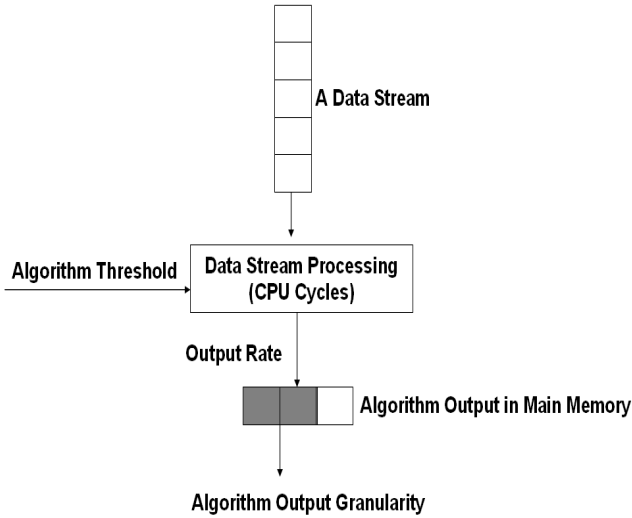 A Data Stream
Algorithm Threshold
Data Stream Processing
(CPU Cycles)
Output Rate
Algorithm Output in Main Memory
Algorithm Output Granularity